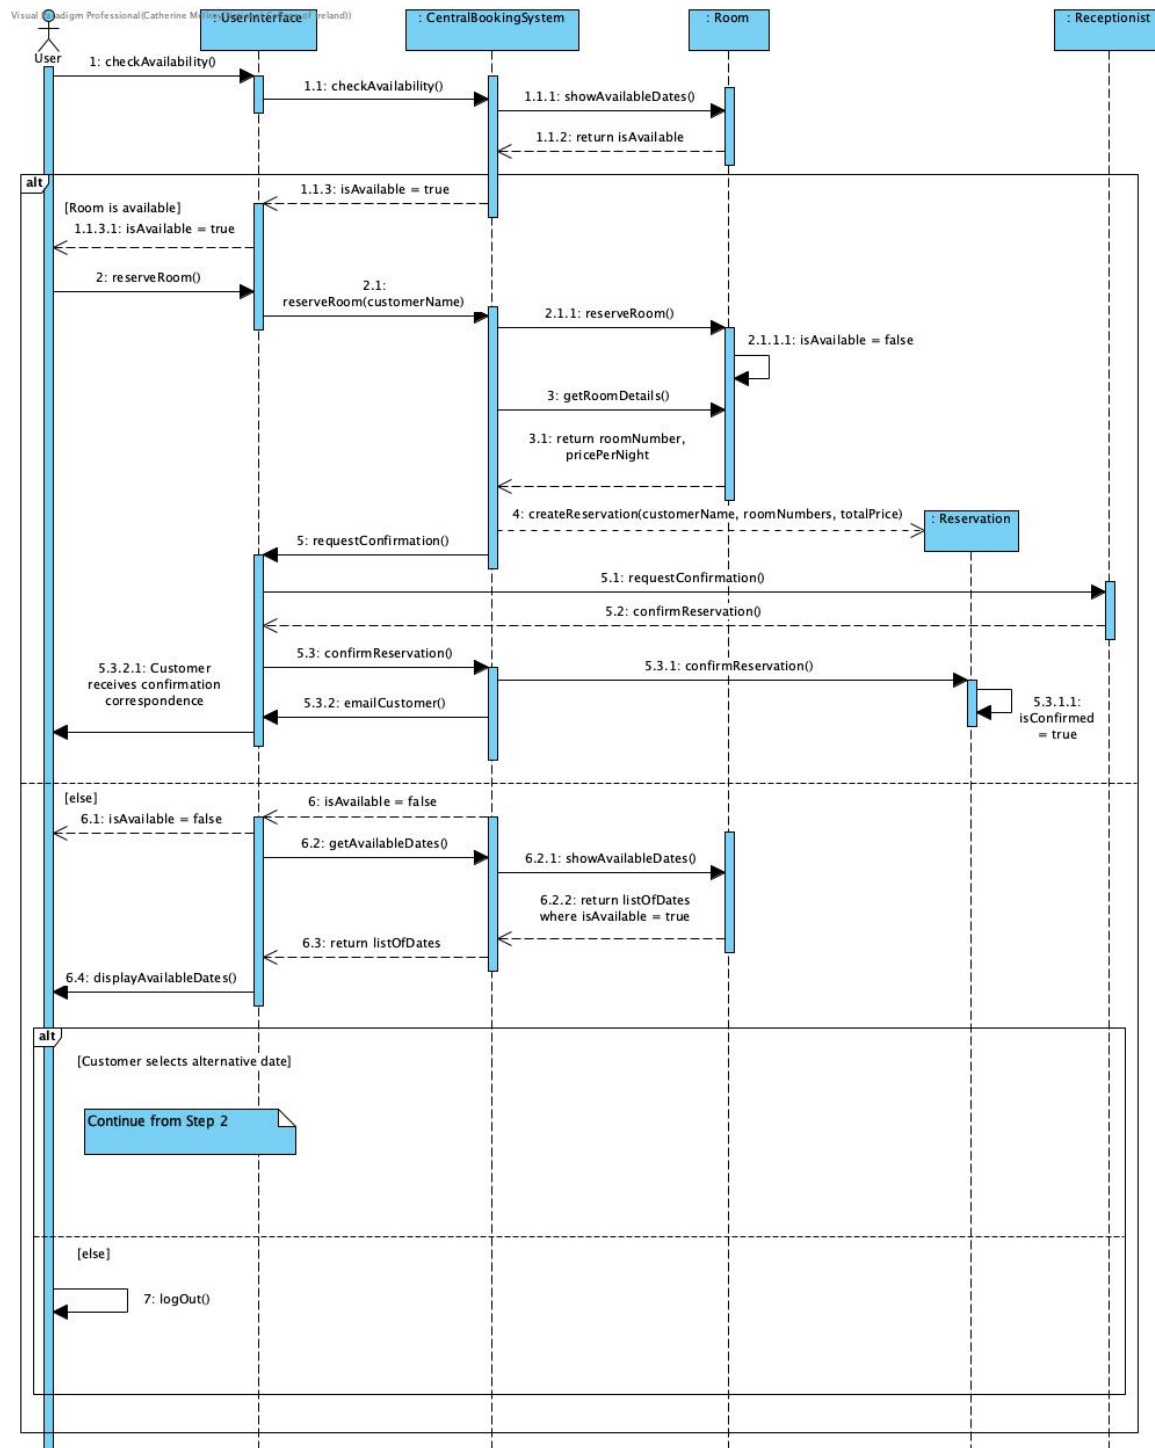 Visual Paradigm Professional(Catherine of Ireland))
: UserInterface
: CentralBookingSystem
: Room
: Receptionist
User
1: checkAvailability()
1.1: checkAvailability()
1.1.1: showAvailableDates()
1.1.2: return isAvailable
alt
1.1.3: isAvailable = true
[Room is available]
1.1.3.1: isAvailable = true
2: reserveRoom()
2.1:
reserveRoom(customerName)
2.1.1: reserveRoom()
2.1.1.1: isAvailable = false
3: getRoomDetails()
3.1: return roomNumber,
pricePerNight
4: createReservation(customerName, roomNumbers, totalPrice)
: Reservation
5: requestConfirmation()
5.1: requestConfirmation()
5.2: confirmReservation()
5.3: confirmReservation()
5.3.1: confirmReservation()
5.3.2.1: Customer
receives confirmation
correspondence
5.3.2: emailCustomer()
5.3.1.1:
isConfirmed
= true
[else]
6: isAvailable = false
6.1: isAvailable = false
6.2: getAvailableDates()
6.2.1: showAvailableDates()
6.2.2: return listOfDates
where isAvailable = true
6.3: return listOfDates
6.4: displayAvailableDates()
alt
[Customer selects alternative date]
Continue from Step 2
[else]
7: logOut()